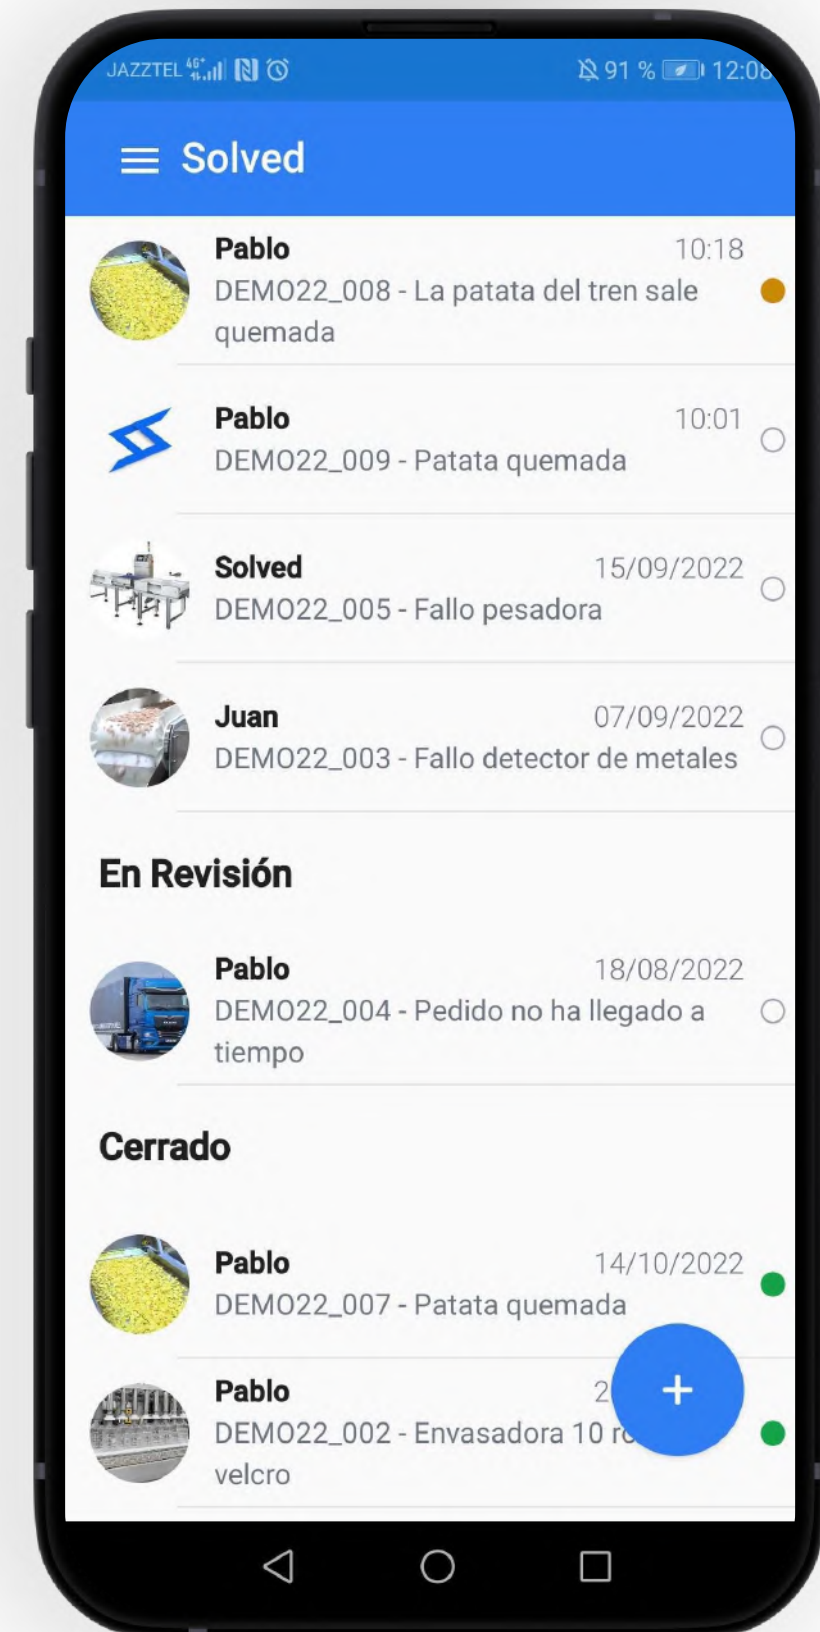 JAZZTEL 4G+ 91 % 12:08
Solved
Pablo 10:18
DEMO22_008 - La patata del tren sale
quemada
Pablo 10:01
DEMO22_009 - Patata quemada
Solved 15/09/2022
DEMO22_005 - Fallo pesadora
Juan 07/09/2022
DEMO22_003 - Fallo detector de metales
En Revisión
Pablo 18/08/2022
DEMO22_004 - Pedido no ha llegado a
tiempo
Cerrado
Pablo 14/10/2022
DEMO22_007 - Patata quemada
Pablo
DEMO22_002 - Envasadora 10
velcro